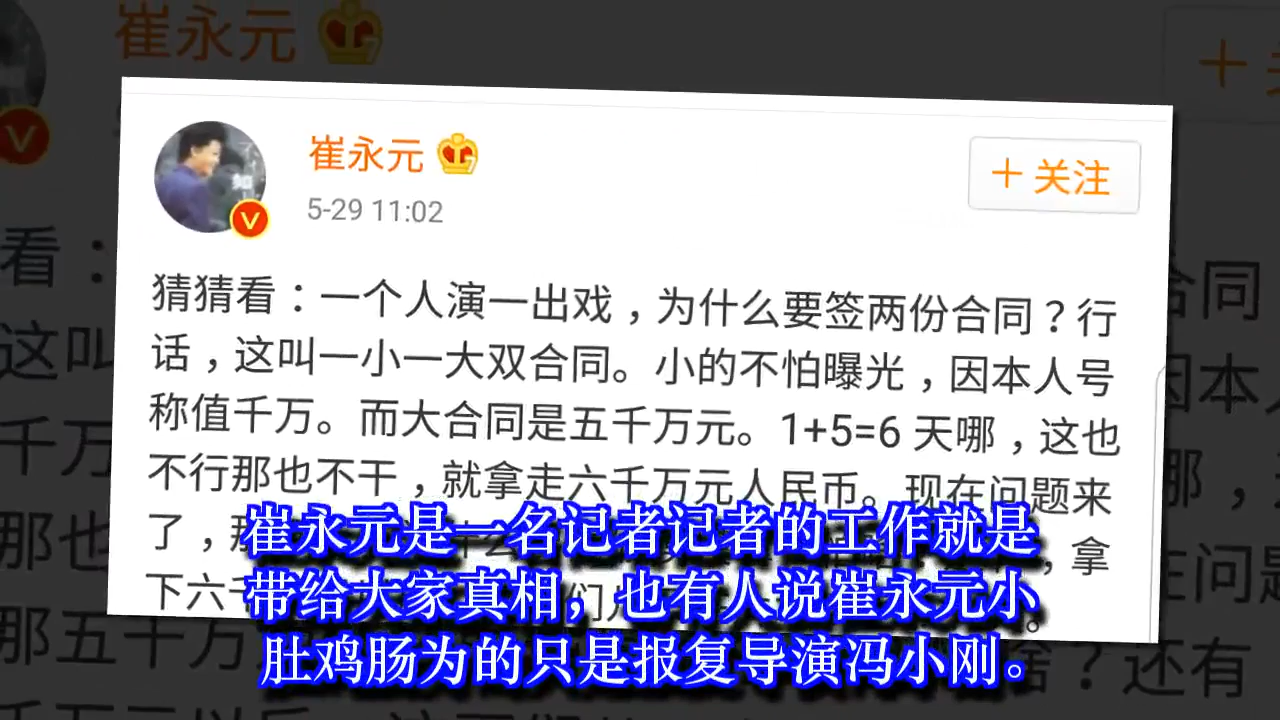 崔永元
崔永元
+ 关注
5-29 11:02
猜猜看：一个人演一出戏，为什么要签两份合同？行
话，这叫一小一大双合同。小的不怕曝光，因本人号
称值千万。而大合同是五千万元。1+5=6 天哪，这也
不行那也不干，就拿走六千万元人民币。现在问题来
了，
，拿
下六
崔永元是一名记者记者的工作就是
带给大家真相，也有人说崔永元小
肚鸡肠为的只是报复导演冯小刚。